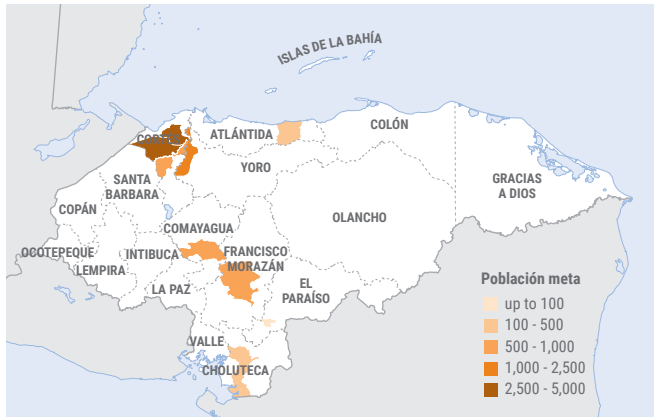 ISLAS DE LA BAHÍA
COLÓN
ATLÁNTIDA
CORTÉS
YORO
GRACIAS
A DIOS
SANTA
BARBARA
COPÁN
OLANCHO
COMAYAGUA
OCOTEPEQUE
INTIBUCA
FRANCISCO
MORAZÁN
LEMPIRA
LA PAZ
EL
PARAÍSO
VALLE
CHOLUTECA
Población meta
up to 100
100 - 500
500 - 1,000
1,000 - 2,500
2,500 - 5,000